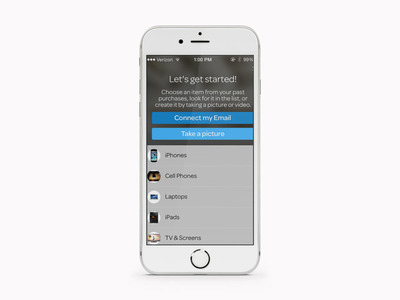 Verizon 1:00 PM 99%
Let's get started!
Choose an item from your past
purchases, look for it in the list, or
create it by taking a picture or video.
Connect my Email
Take a picture
iPhones
Cell Phones
Laptops
iPads
TV & Screens